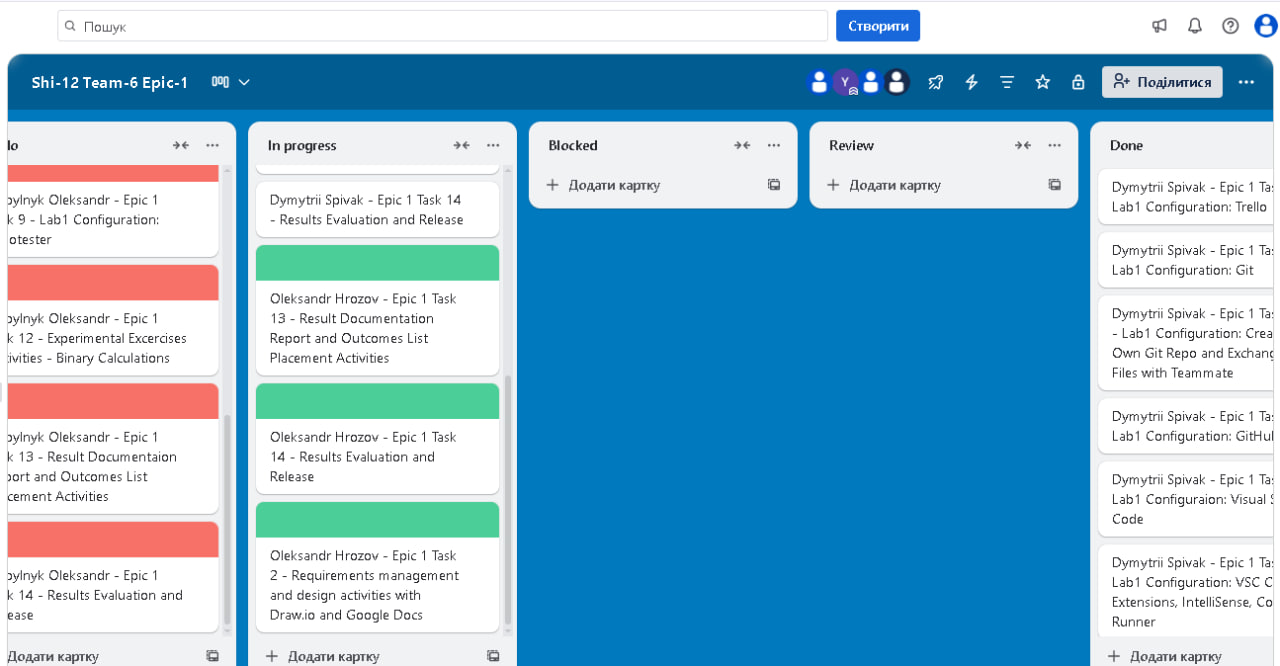 Пошук
Створити
Shi-12 Team-6 Epic-1
Y
Поділитися
lo
oylnyk Oleksandr - Epic 1
k 9 - Lab1 Configuration:
otester
oylnyk Oleksandr - Epic 1
k 12 - Experimental Excercises
ivities - Binary Calculations
oylnyk Oleksandr - Epic 1
k 13 - Result Documentaion
port and Outcomes List
cement Activities
oylnyk Oleksandr - Epic 1
k 14 - Results Evaluation and
ease
Додати картку
In progress
Dymytrii Spivak - Epic 1 Task 14
- Results Evaluation and Release
Oleksandr Hrozov - Epic 1 Task
13 - Result Documentation
Report and Outcomes List
Placement Activities
Oleksandr Hrozov - Epic 1 Task
14 - Results Evaluation and
Release
Oleksandr Hrozov - Epic 1 Task
2 - Requirements management
and design activities with
Draw.io and Google Docs
Додати картку
Blocked
Додати картку
Review
Додати картку
Done
Dymytrii Spivak - Epic 1 Tas
Lab1 Configuration: Trello
Dymytrii Spivak - Epic 1 Tas
Lab1 Configuration: Git
Dymytrii Spivak - Epic 1 Tas
- Lab1 Configuration: Crea
Own Git Repo and Exchang
Files with Teammate
Dymytrii Spivak - Epic 1 Tas
Lab1 Configuration: GitHul
Dymytrii Spivak - Epic 1 Tas
Lab1 Configuraion: Visual S
Code
Dymytrii Spivak - Epic 1 Tas
Lab1 Configuration: VSC C
Extensions, IntelliSense, Co
Runner
Додати картку